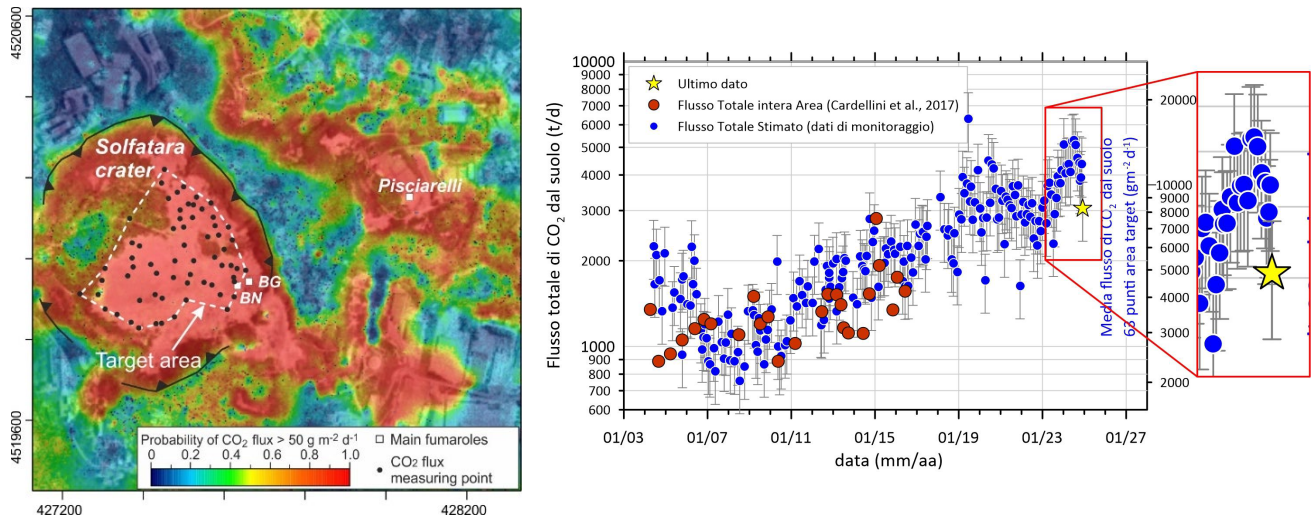 4520600
4519600
427200
428200
Solfatara
crater
Pisciarelli
BG
BN
Target area
Probability of CO2 flux > 50 g m-2 d-1
0 0.2 0.4 0.6 0.8 1.0
Main fumaroles
CO2 flux
measuring point
Flusso totale di CO2 dal suolo (t/d)
10000
9000
8000
7000
6000
5000
4000
3000
2000
1000
900
800
700
600
Ultimo dato
Flusso Totale intera Area (Cardellini et al., 2017)
Flusso Totale Stimato (dati di monitoraggio)
01/03 01/07 01/11 01/15 01/19 01/23 01/27
data (mm/aa)
Media flusso di CO2 dal suolo
63 punti area target (gm-2 d-1)
20000
10000
9000
8000
7000
6000
5000
4000
3000
2000